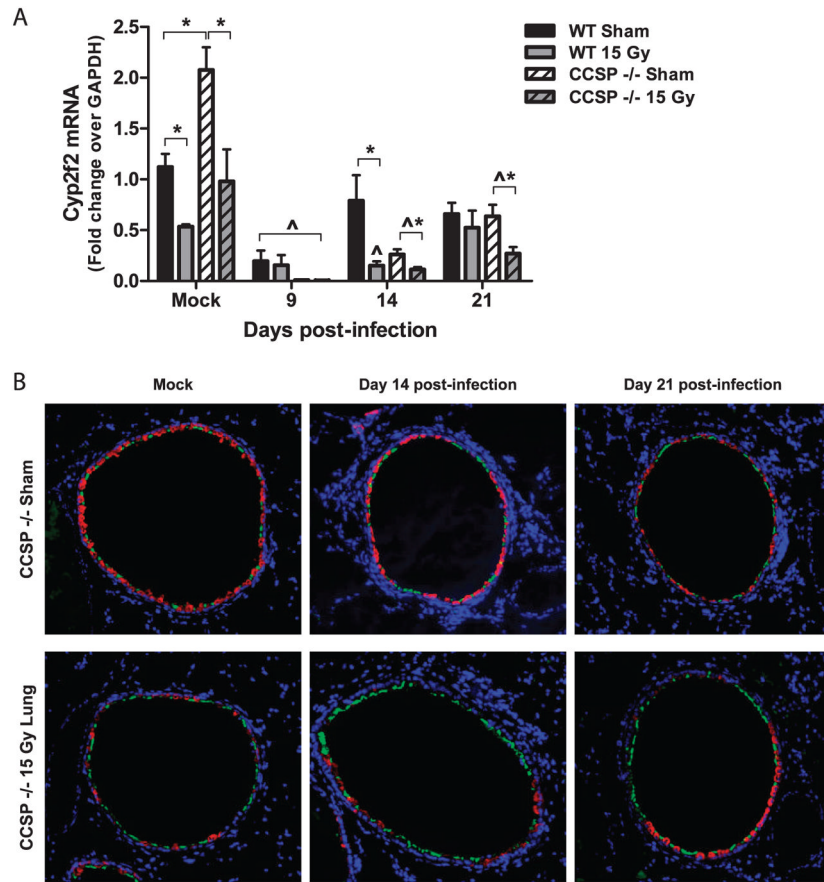 A
Cyp2f2 mRNA
(Fold change over GAPDH)
2.5
2.0
1.5
1.0
0.5
0.0
* * *
* ^ * ^ ^* ^*
Mock 9 14 21
Days post-infection
WT Sham
WT 15 Gy
CCSP -/- Sham
CCSP -/- 15 Gy
B
Mock Day 14 post-infection Day 21 post-infection
CCSP -/- Sham
CCSP -/- 15 Gy Lung